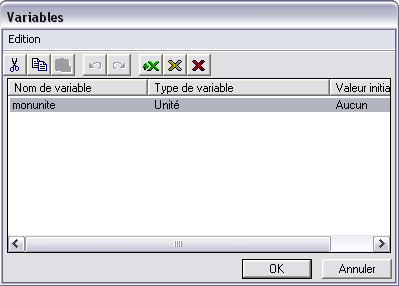 Variables
Edition
Nom de variable Type de variable Valeur initia
monunite Unité Aucun
OK Annuler